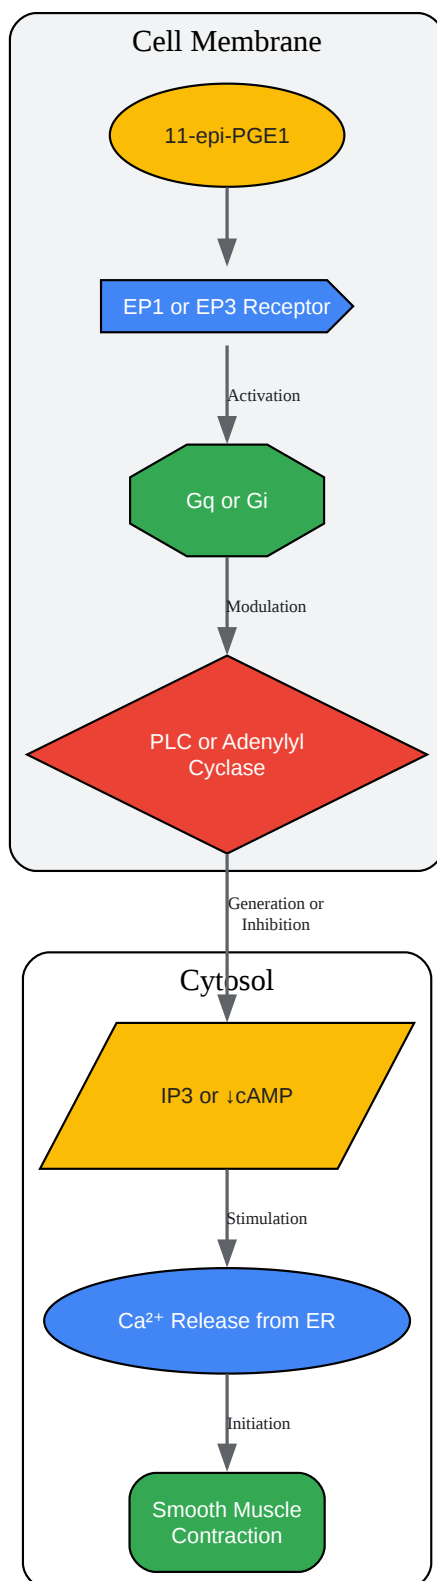 Cell Membrane
11-epi-PGE1
EP1 or EP3 Receptor
Activation
Gq or Gi
Modulation
PLC or Adenylyl
Cyclase
Generation or
Inhibition
Cytosol
IP3 or ↓cAMP
Stimulation
Ca²⁺ Release from ER
Initiation
Smooth Muscle
Contraction